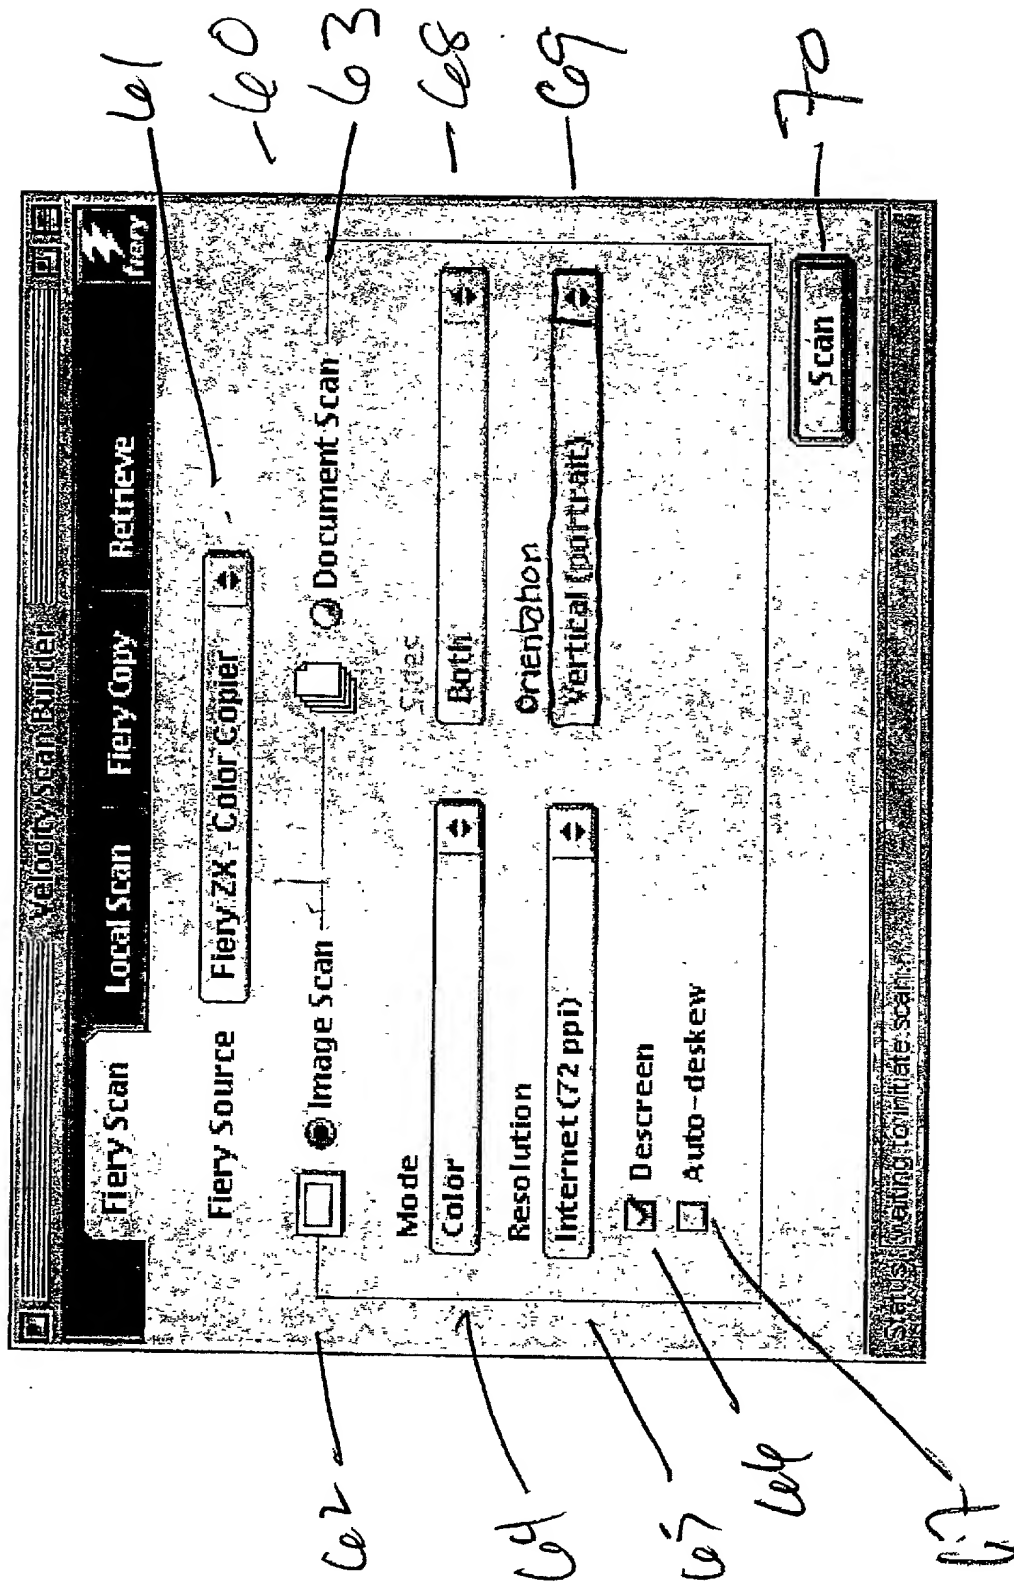 Velocity Scan Builder
Fiery Scan
Local Scan
Fiery Copy
Retrieve
Fiery
61
Fiery Source
Fiery ZX - Color Copier
60
62
Image Scan
Document Scan
63
Mode
Sides
64
Color
Both
68
Resolution
Orientation
65
Internet (72 ppi)
Vertical (portrait)
69
66
Descreen
67
Auto-deskew
Scan
70
Status: Waiting to initiate scan...